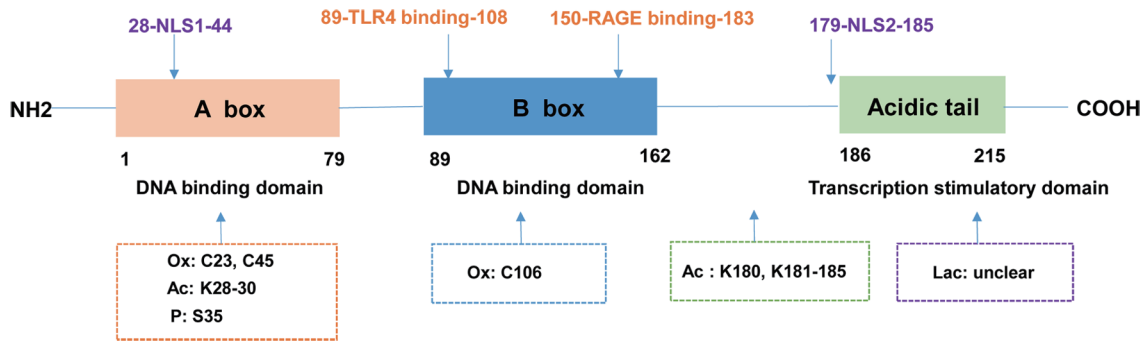 28-NLS1-44
89-TLR4 binding-108
150-RAGE binding-183
179-NLS2-185
NH2
A box
B box
Acidic tail
COOH
1
79
89
162
186
215
DNA binding domain
DNA binding domain
Transcription stimulatory domain
Ox: C23, C45
Ac: K28-30
P: S35
Ox: C106
Ac : K180, K181-185
Lac: unclear